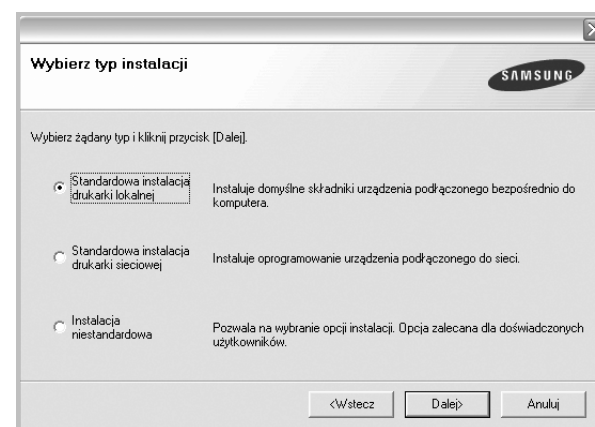 Wybierz typ instalacji
SAMSUNG
Wybierz żądany typ i kliknij przycisk [Dalej].
Standardowa instalacja
drukarki lokalnej
Instaluje domyślne składniki urządzenia podłączonego bezpośrednio do
komputera.
Standardowa instalacja
drukarki sieciowej
Instaluje oprogramowanie urządzenia podłączonego do sieci.
Instalacja
niestandardowa
Pozwala na wybranie opcji instalacji. Opcja zalecana dla doświadczonych
użytkowników.
<Wstecz
Dalej>
Anuluj